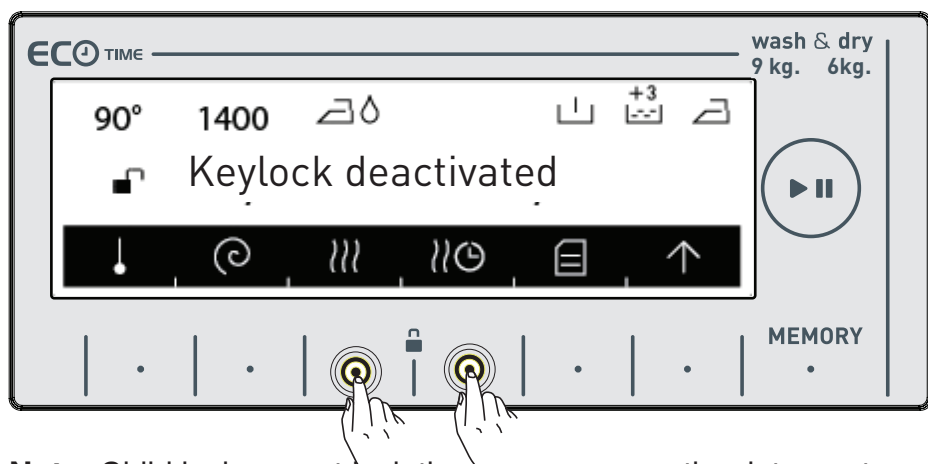 ECO TIME
wash & dry
9 kg. 6kg.
90° 1400 +3
Keylock deactivated
MEMORY